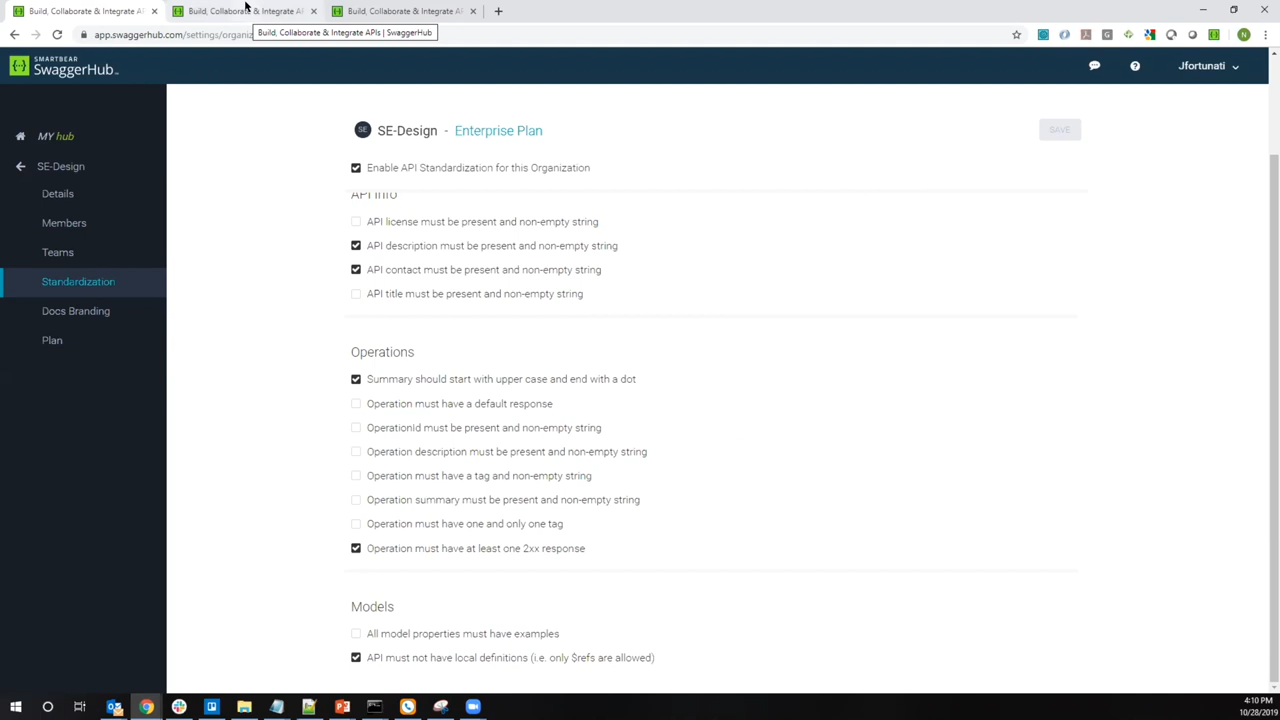 Build, Collaborate & Integrate AP
Build, Collaborate & Integrate AP
Build, Collaborate & Integrate AP
app.swaggerhub.com/settings/organiz
Build, Collaborate & Integrate APIs | SwaggerHub
N
SMARTBEAR
SwaggerHub™
Jfortunati
MY hub
SE-Design
Details
Members
Teams
Standardization
Docs Branding
Plan
SE SE-Design - Enterprise Plan
SAVE
Enable API Standardization for this Organization
API Info
API license must be present and non-empty string
API description must be present and non-empty string
API contact must be present and non-empty string
API title must be present and non-empty string
Operations
Summary should start with upper case and end with a dot
Operation must have a default response
OperationId must be present and non-empty string
Operation description must be present and non-empty string
Operation must have a tag and non-empty string
Operation summary must be present and non-empty string
Operation must have one and only one tag
Operation must have at least one 2xx response
Models
All model properties must have examples
API must not have local definitions (i.e. only $refs are allowed)
4:10 PM
10/28/2019